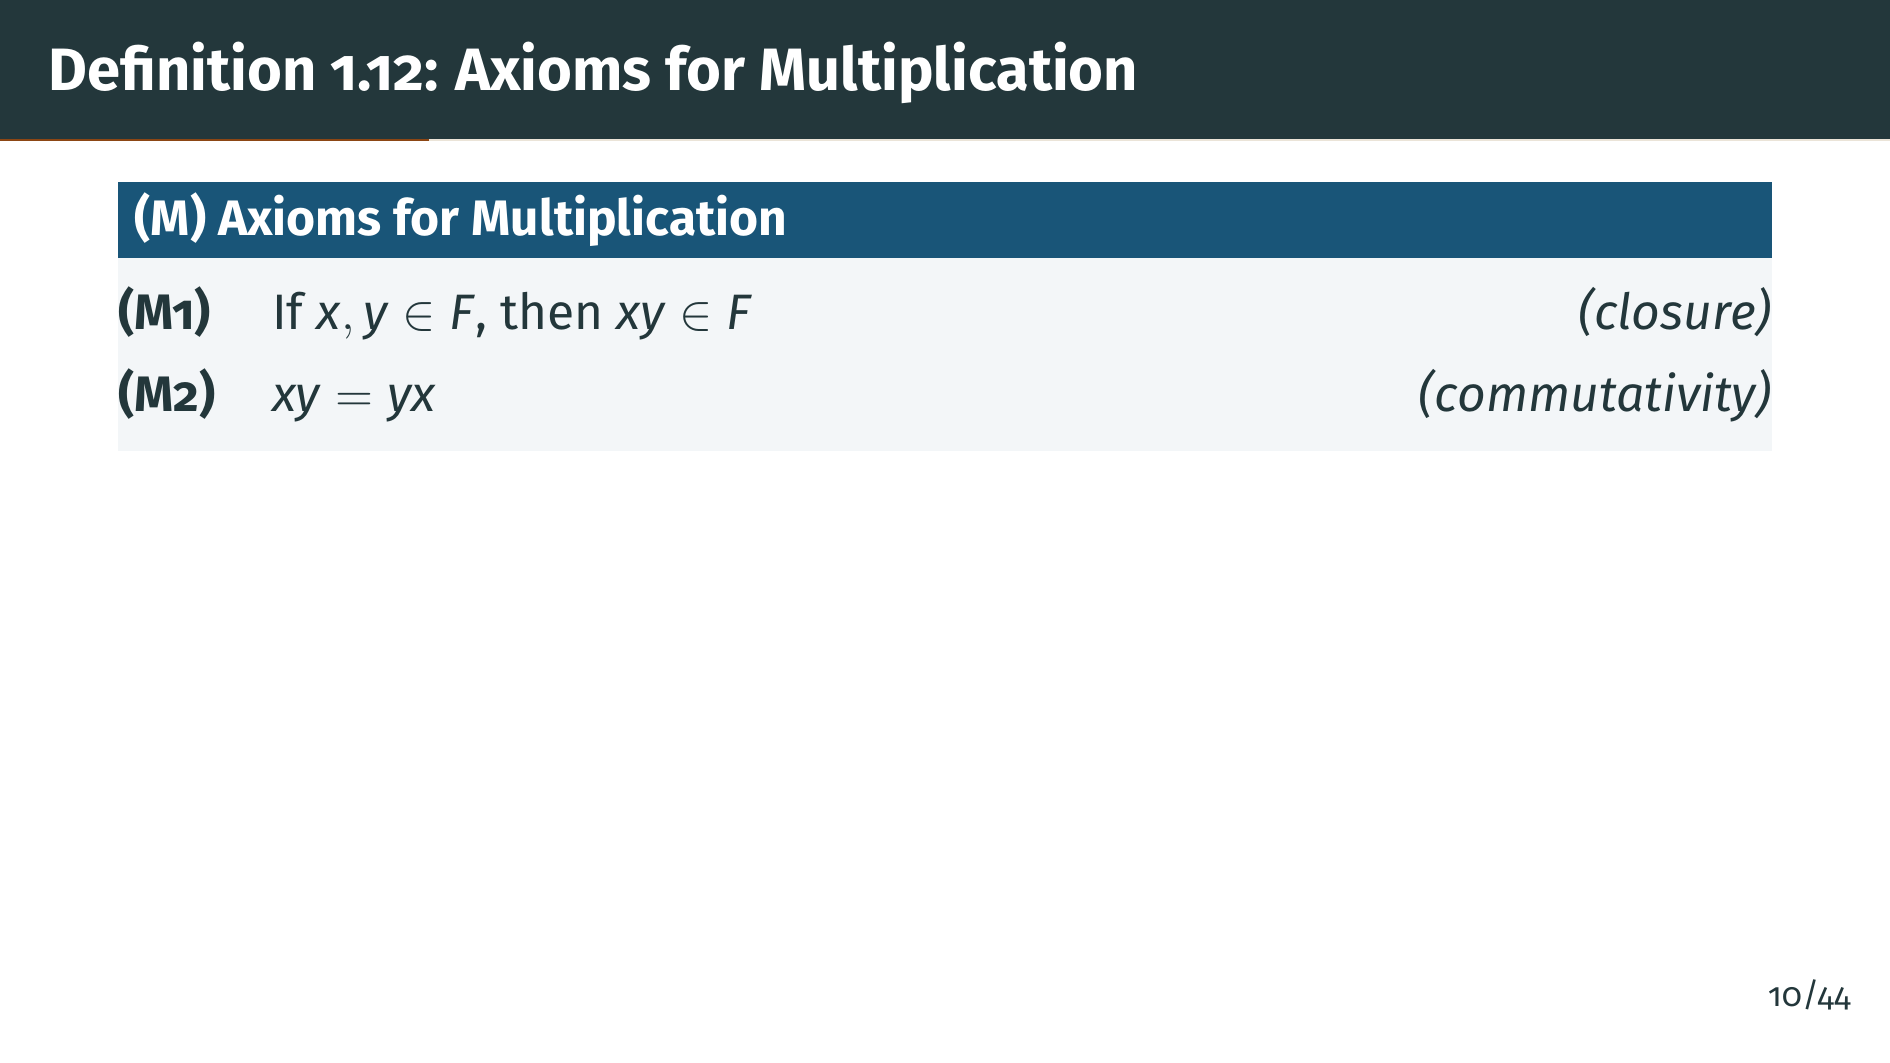 Definition 1.12: Axioms for Multiplication
(M) Axioms for Multiplication
(M1) If x, y ∈ F, then xy ∈ F (closure)
(M2) xy = yx (commutativity)
10/44